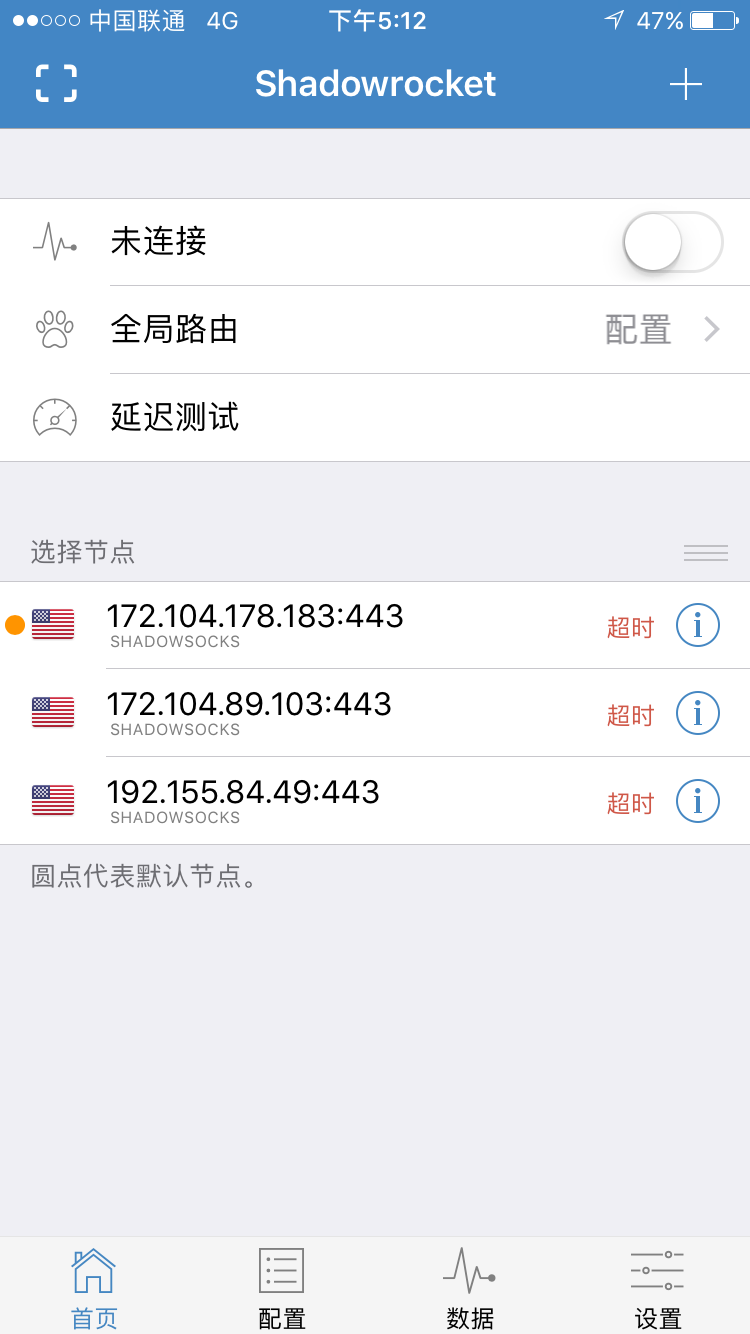 中国联通 4G 下午5:12 47%
Shadowrocket
未连接
全局路由 配置
延迟测试
选择节点
172.104.178.183:443 超时
SHADOWSOCKS
172.104.89.103:443 超时
SHADOWSOCKS
192.155.84.49:443 超时
SHADOWSOCKS
圆点代表默认节点。
首页 配置 数据 设置